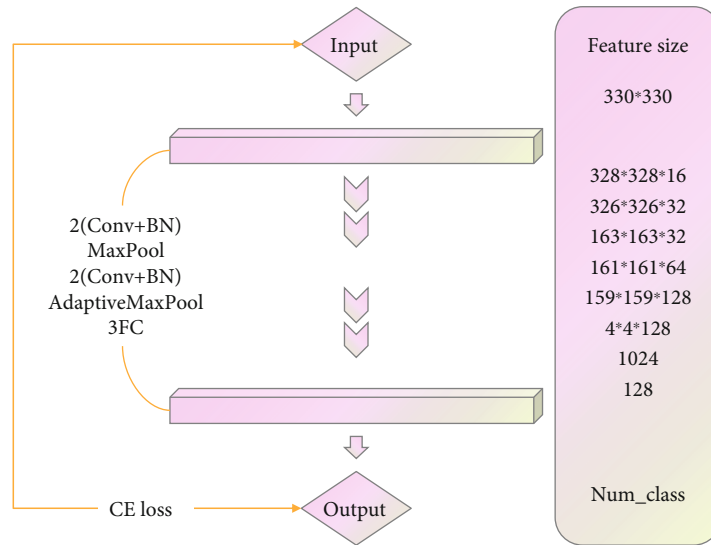 Input
2(Conv+BN)
MaxPool
2(Conv+BN)
AdaptiveMaxPool
3FC
CE loss
Output
Feature size
330*330
328*328*16
326*326*32
163*163*32
161*161*64
159*159*128
4*4*128
1024
128
Num_class